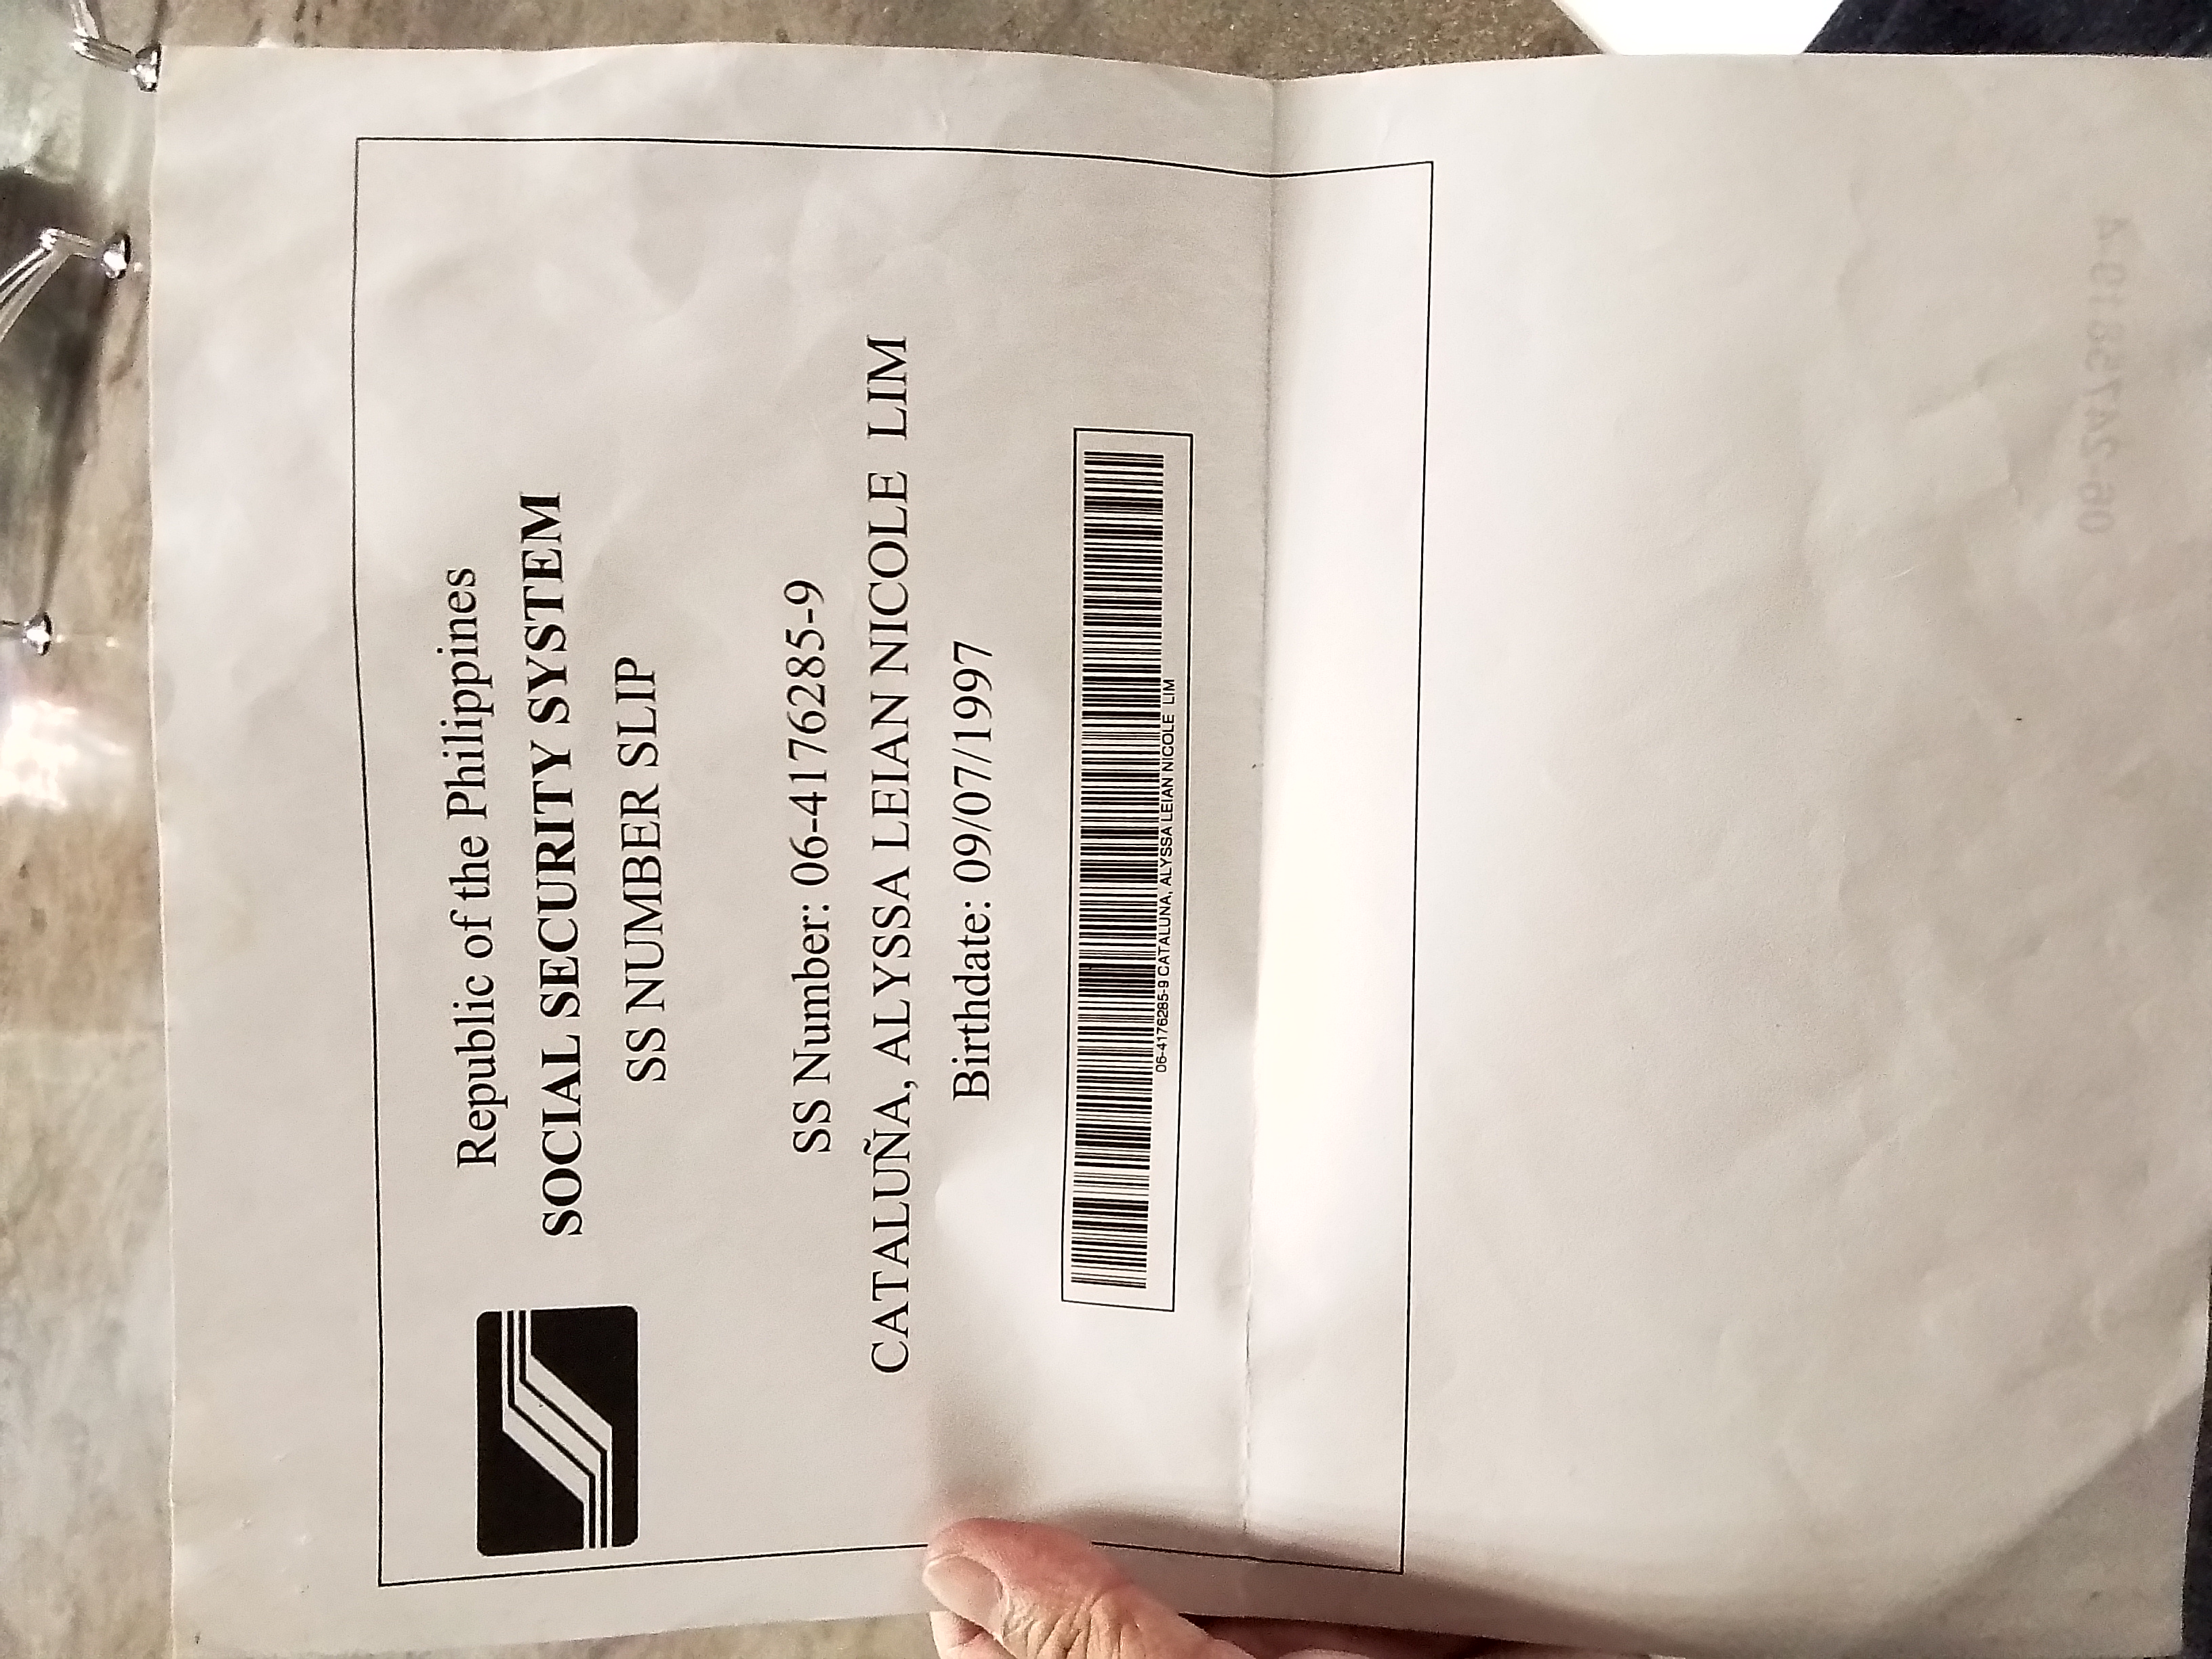 Republic of the Philippines
SOCIAL SECURITY SYSTEM
SS NUMBER SLIP
SS Number: 06-4176285-9
CATALUÑA, ALYSSA LEIAN NICOLE LIM
Birthdate: 09/07/1997
06-4176285-9 CATALUNA, ALYSSA LEIAN NICOLE LIM